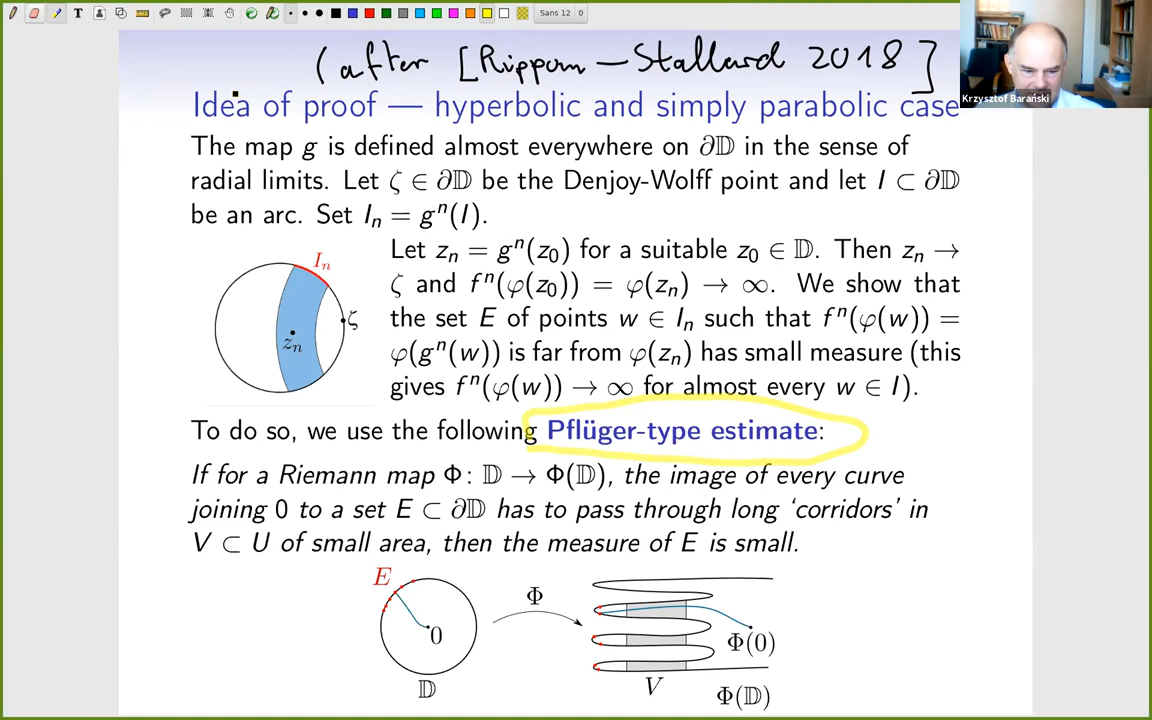 Sans 12 0
(after [Rippon – Stallard 2018]
Krzysztof Barański
Idea of proof — hyperbolic and simply parabolic case
The map g is defined almost everywhere on ∂𝔻 in the sense of
radial limits. Let ζ ∈ ∂𝔻 be the Denjoy-Wolff point and let I ⊂ ∂𝔻
be an arc. Set Iₙ = gⁿ(I).
Let zₙ = gⁿ(z₀) for a suitable z₀ ∈ 𝔻. Then zₙ →
ζ and fⁿ(φ(z₀)) = φ(zₙ) → ∞. We show that
the set E of points w ∈ Iₙ such that fⁿ(φ(w)) =
φ(gⁿ(w)) is far from φ(zₙ) has small measure (this
gives fⁿ(φ(w)) → ∞ for almost every w ∈ I).
Iₙ
ζ
zₙ
To do so, we use the following Pflüger-type estimate:
If for a Riemann map Φ: 𝔻 → Φ(𝔻), the image of every curve
joining 0 to a set E ⊂ ∂𝔻 has to pass through long ‘corridors’ in
V ⊂ U of small area, then the measure of E is small.
E
Φ
0
Φ(0)
𝔻
V
Φ(𝔻)